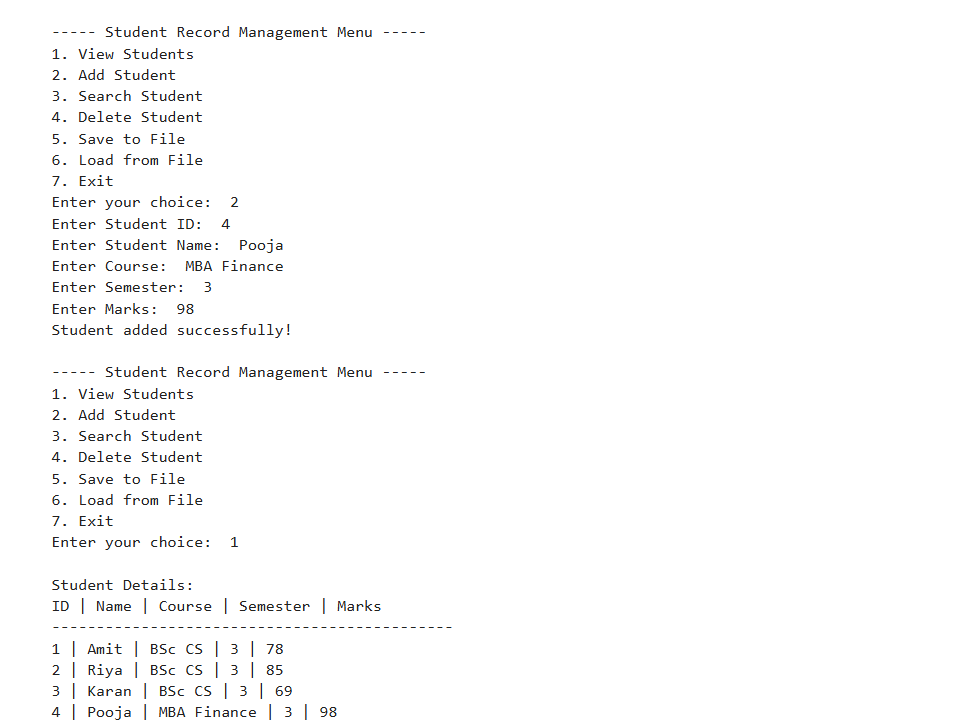 ----- Student Record Management Menu -----
1. View Students
2. Add Student
3. Search Student
4. Delete Student
5. Save to File
6. Load from File
7. Exit
Enter your choice:  2
Enter Student ID:  4
Enter Student Name:  Pooja
Enter Course:  MBA Finance
Enter Semester:  3
Enter Marks:  98
Student added successfully!

----- Student Record Management Menu -----
1. View Students
2. Add Student
3. Search Student
4. Delete Student
5. Save to File
6. Load from File
7. Exit
Enter your choice:  1

Student Details:
ID | Name | Course | Semester | Marks
---------------------------------------------
1 | Amit | BSc CS | 3 | 78
2 | Riya | BSc CS | 3 | 85
3 | Karan | BSc CS | 3 | 69
4 | Pooja | MBA Finance | 3 | 98